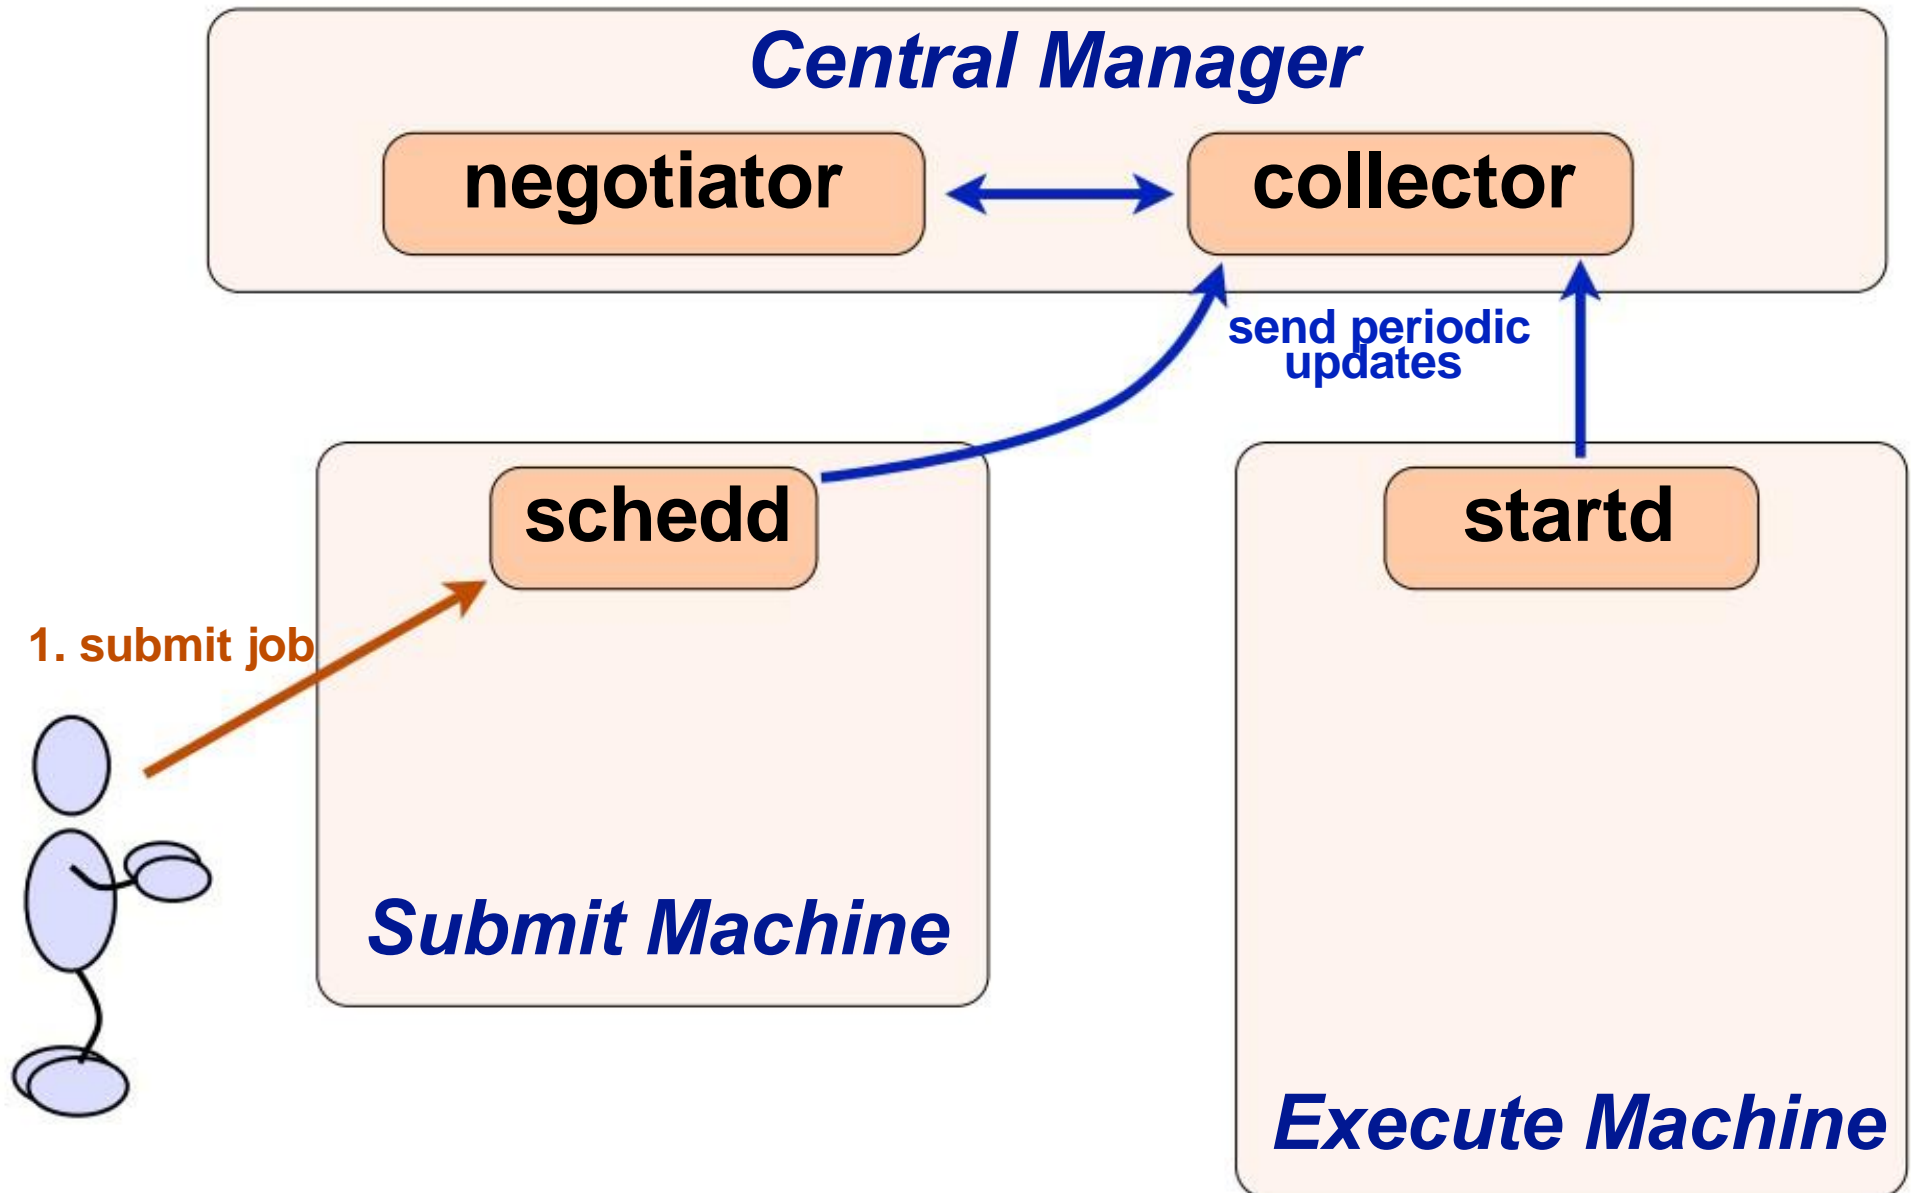 Central Manager
negotiator
collector
send periodic
updates
schedd
startd
1. submit job
Submit Machine
Execute Machine